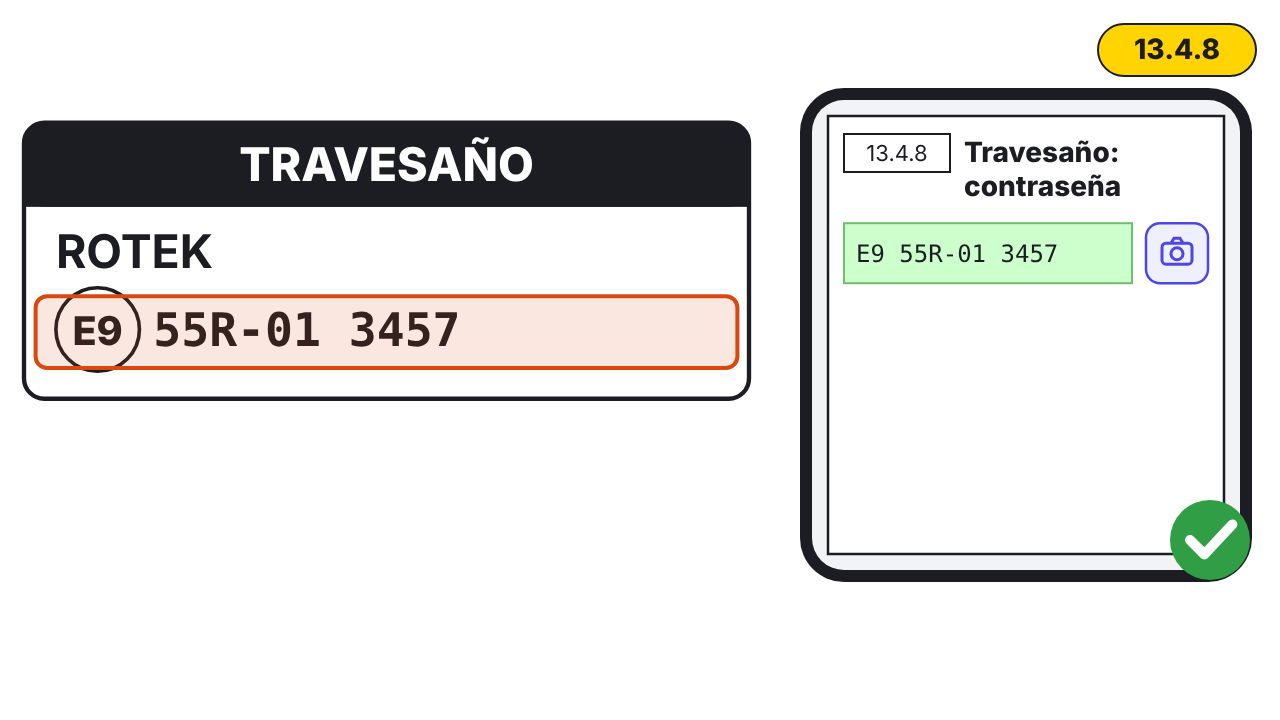 13.4.8
TRAVESAÑO
ROTEK
E9 55R-01 3457
13.4.8
Travesaño:
contraseña
E9 55R-01 3457